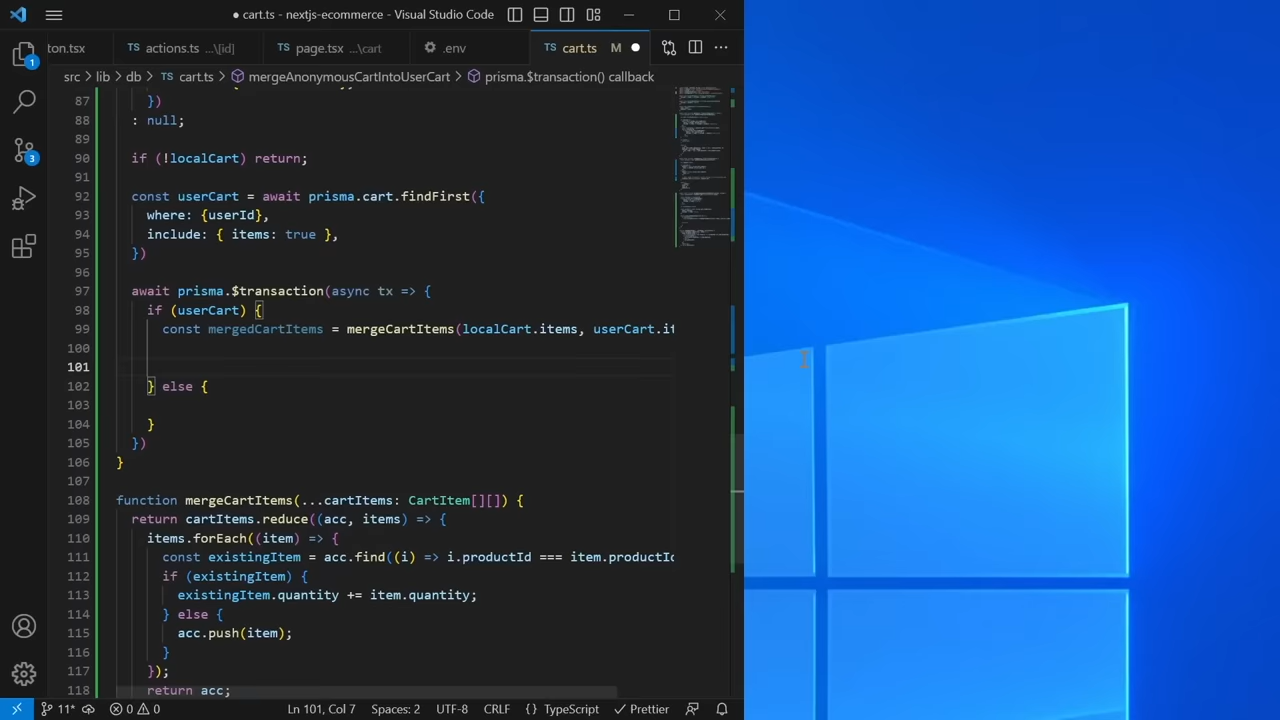 ● cart.ts - nextjs-ecommerce - Visual Studio Code
ton.tsx
actions.ts ...\[id]
page.tsx ...\cart
.env
TS cart.ts M ●
src > lib > db > TS cart.ts > mergeAnonymousCartIntoUserCart > prisma.$transaction() callback
87 })
88 : null;
89
90 if (!localCart) return;
91
92 const userCart = await prisma.cart.findFirst({
93 where: {userId},
94 include: { items: true },
95 })
96
97 await prisma.$transaction(async tx => {
98 if (userCart) {
99 const mergedCartItems = mergeCartItems(localCart.items, userCart.it
100
101
102 } else {
103
104 }
105 })
106 }
107
108 function mergeCartItems(...cartItems: CartItem[][]) {
109 return cartItems.reduce((acc, items) => {
110 items.forEach((item) => {
111 const existingItem = acc.find((i) => i.productId === item.productId
112 if (existingItem) {
113 existingItem.quantity += item.quantity;
114 } else {
115 acc.push(item);
116 }
117 });
118 return acc;
1
3
11* 0 0 Ln 101, Col 7 Spaces: 2 UTF-8 CRLF {} TypeScript Prettier